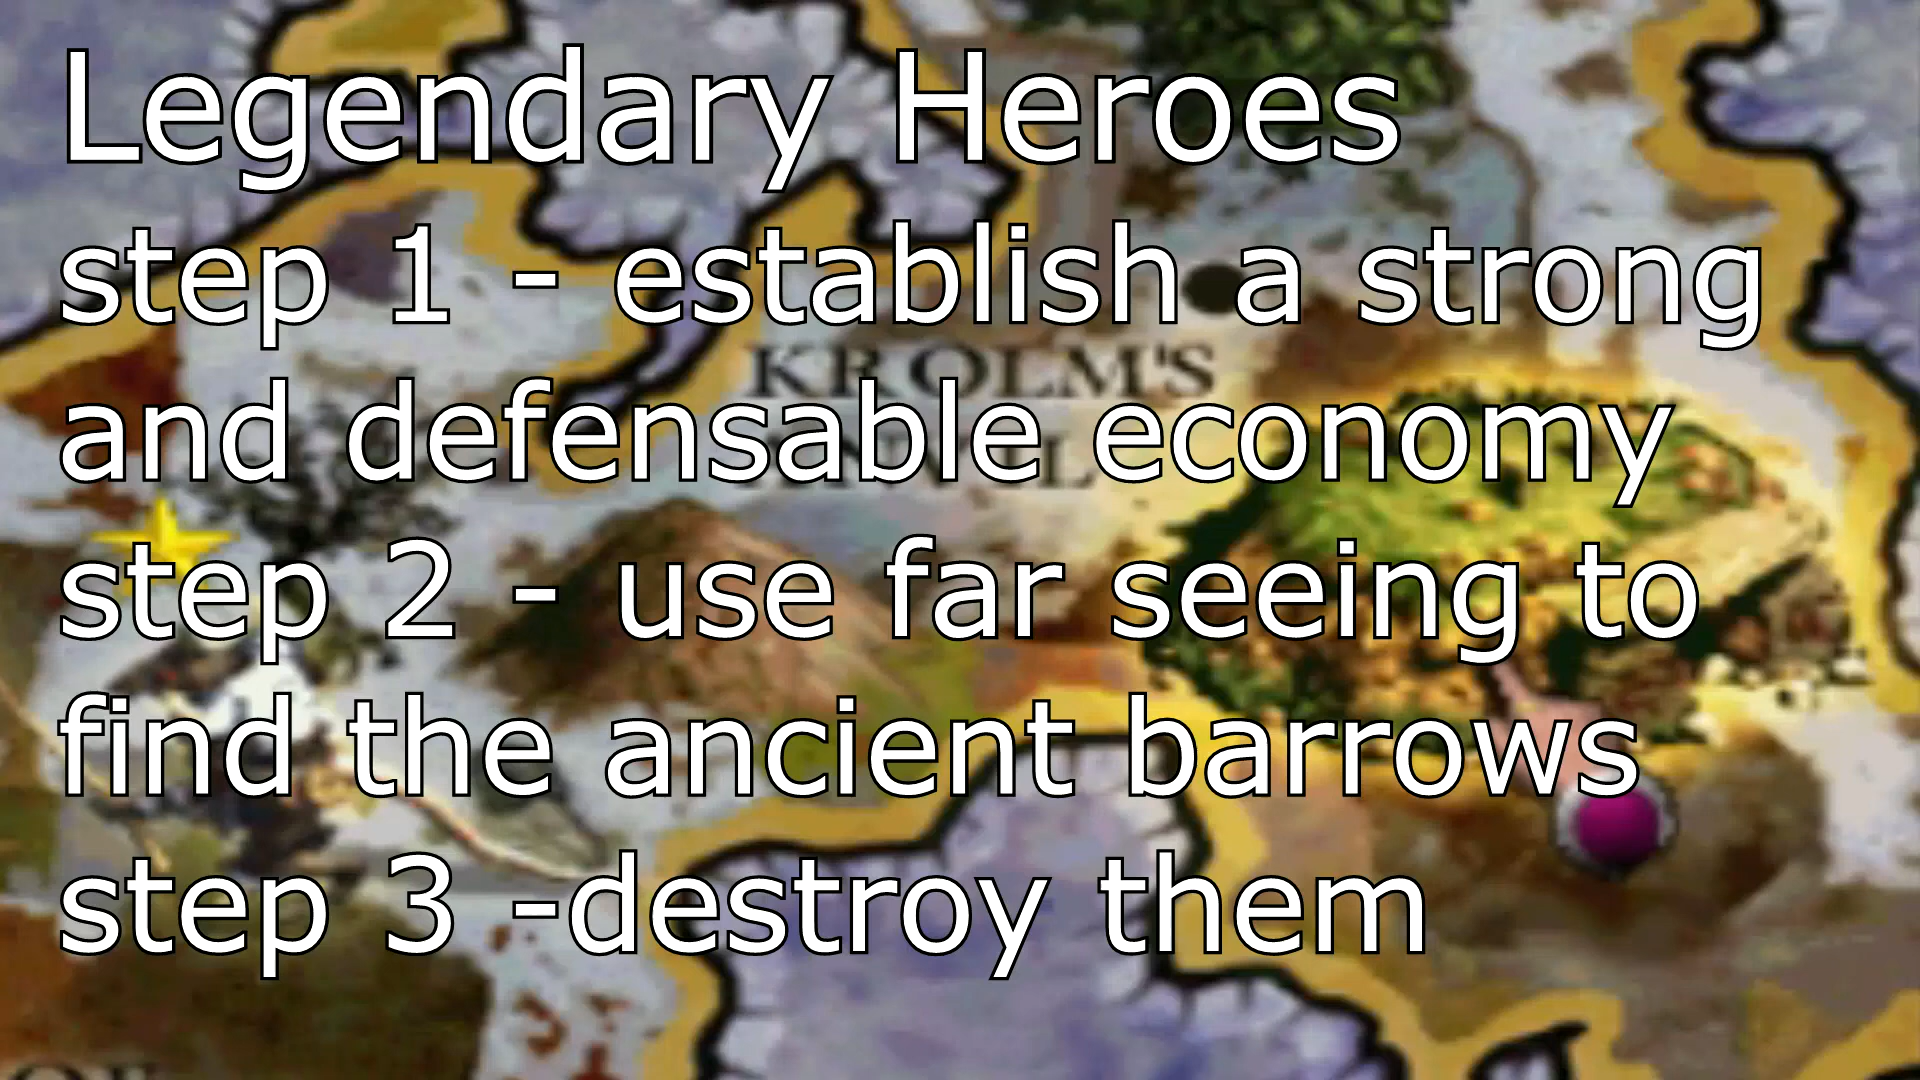 Legendary Heroes
step 1 - establish a strong
KROLM'S
and defensable economy
step 2 - use far seeing to
find the ancient barrows
step 3 -destroy them